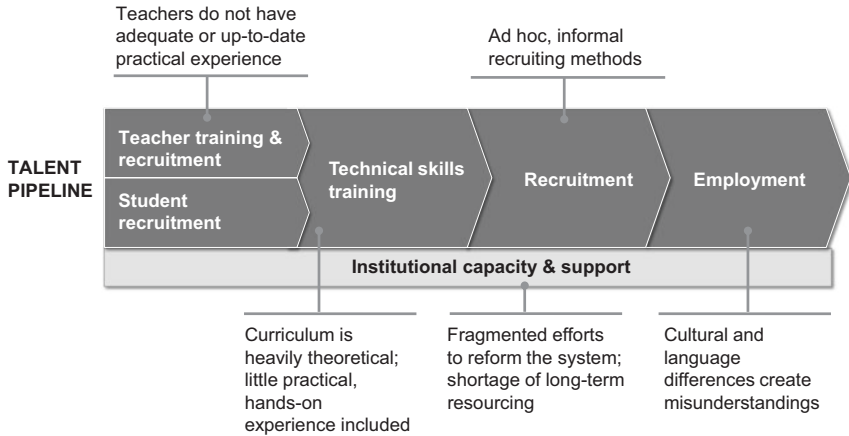 Teachers do not have
adequate or up-to-date
practical experience
Ad hoc, informal
recruiting methods
TALENT
PIPELINE
Teacher training &
recruitment
Student
recruitment
Technical skills
training
Recruitment
Employment
Institutional capacity & support
Curriculum is
heavily theoretical;
little practical,
hands-on
experience included
Fragmented efforts
to reform the system;
shortage of long-term
resourcing
Cultural and
language
differences create
misunderstandings